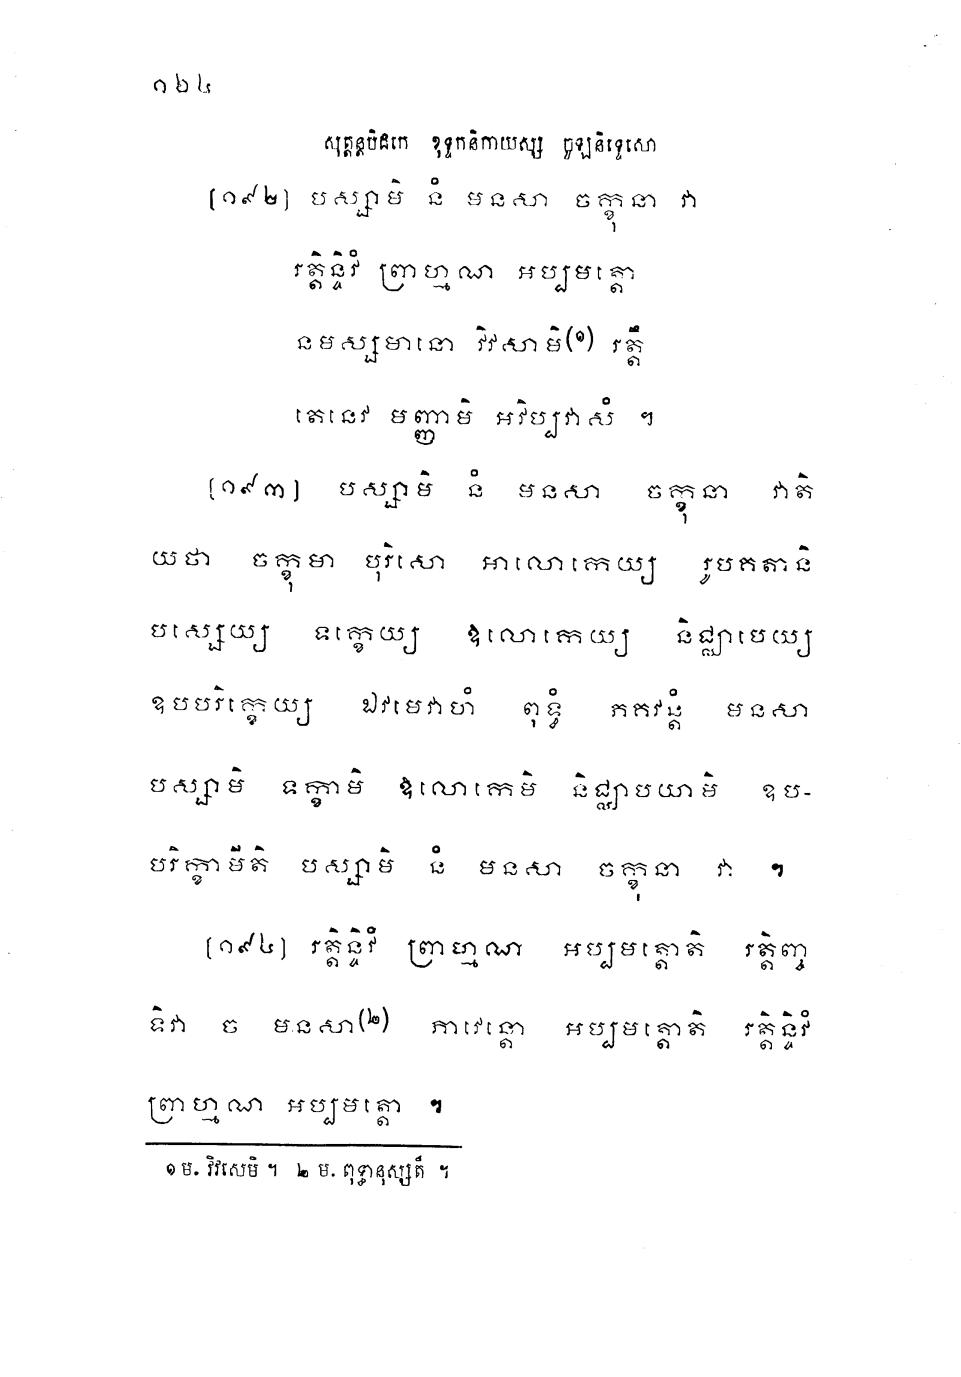 ១៦៤
សុត្តន្តបិដកេ ខុទ្ទកនិកាយស្ស ចូឡនិទ្ទេសោ
[១៩២] បស្សាមិ នំ មនសា ចក្ខុនា វា
រត្តិន្ទិវំ ព្រាហ្មណ អប្បមត្តោ
នមស្សមានោ វិវសាមិ(១) រត្តឹ
តេនេវ មញ្ញាមិ អវិប្បវាសំ ។
[១៩៣] បស្សាមិ នំ មនសា ចក្ខុនា វាតិ
យថា ចក្ខុមា បុរិសោ អាលោកេយ្យ រូបគតានិ
បស្សេយ្យ ទក្ខេយ្យ ឱលោកេយ្យ និជ្ឈាបេយ្យ
ឧបបរិក្ខេយ្យ ឯវមេវាហំ ពុទ្ធំ ភគវន្តំ មនសា
បស្សាមិ ទក្ខាមិ ឱលោកេមិ និជ្ឈាបយាមិ ឧប-
បរិក្ខាមីតិ បស្សាមិ នំ មនសា ចក្ខុនា វា ។
[១៩៤] រត្តិន្ទិវំ ព្រាហ្មណ អប្បមត្តោតិ រត្តិញ្ច
ទិវា ច មនសា(២) ភាវេន្តោ អប្បមត្តោតិ រត្តិន្ទិវំ
ព្រាហ្មណ អប្បមត្តោ ។
១ ម. វិវសេមិ ។ ២ ម. ពុទ្ធានុស្សតឹ ។